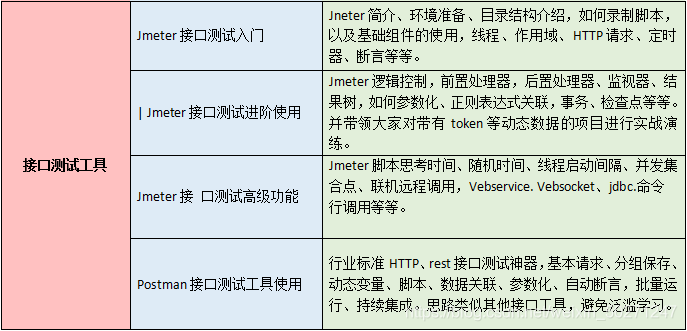 接口测试工具
Jmeter 接口测试入门
Jneter 简介、环境准备、目录结构介绍，如何录制脚本，
以及基础组件的使用，线程、作用域、HTTP 请求、定时
器、断言等等。
| Jmeter 接口测试进阶使用
Jmeter 逻辑控制，前置处理器，后置处理器、监视器、结
果树，如何参数化、正则表达式关联，事务、检查点等等。
并带领大家对带有 token 等动态数据的项目进行实战演
练。
Jmeter 接 口测试高级功能
Jmeter 脚本思考时间、随机时间、线程启动间隔、并发集
合点、联机远程调用，Vebservice. Vebsocket、jdbc.命令
行调用等等。
Postman 接口测试工具使用
行业标准 HTTP、rest 接口测试神器，基本请求、分组保存、
动态变量、脚本、数据关联、参数化、自动断言，批量运
行、持续集成。思路类似其他接口工具，避免泛滥学习。